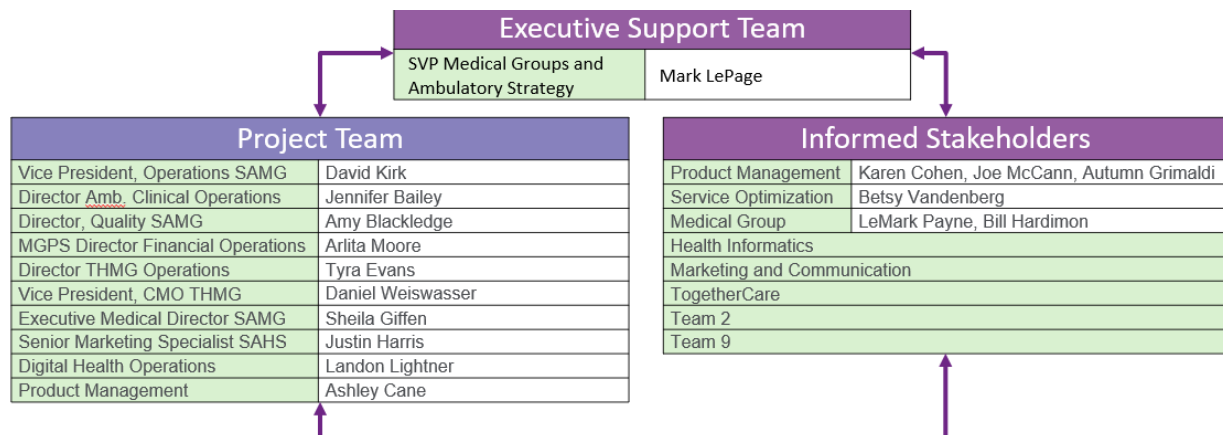 Executive Support Team
SVP Medical Groups and
Ambulatory Strategy
Mark LePage
Project Team
Vice President, Operations SAMG David Kirk
Director Amb. Clinical Operations Jennifer Bailey
Director, Quality SAMG Amy Blackledge
MGPS Director Financial Operations Arlita Moore
Director THMG Operations Tyra Evans
Vice President, CMO THMG Daniel Weiswasser
Executive Medical Director SAMG Sheila Giffen
Senior Marketing Specialist SAHS Justin Harris
Digital Health Operations Landon Lightner
Product Management Ashley Cane
Informed Stakeholders
Product Management Karen Cohen, Joe McCann, Autumn Grimaldi
Service Optimization Betsy Vandenberg
Medical Group LeMark Payne, Bill Hardimon
Health Informatics
Marketing and Communication
TogetherCare
Team 2
Team 9